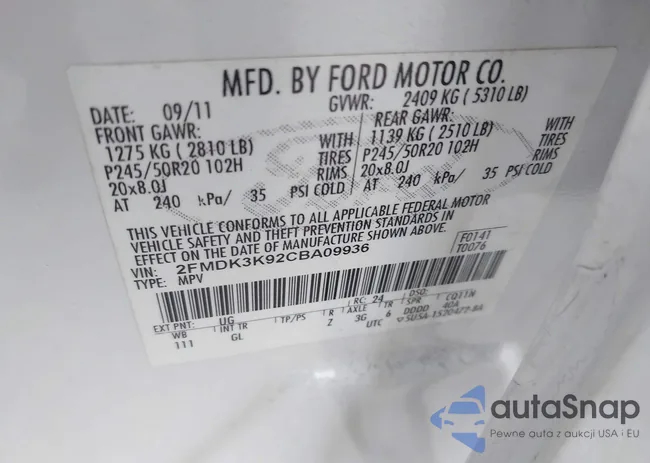 MFD. BY FORD MOTOR CO.
DATE: 09/11 GVWR: 2409 KG (5310 LB)
FRONT GAWR: REAR GAWR:
1275 KG (2810 LB) WITH 1139 KG (2510 LB) WITH
P245/50R20 102H TIRES P245/50R20 102H TIRES
20x8.0J RIMS 20x8.0J RIMS
AT 240 kPa/ 35 PSI COLD AT 240 kPa/ 35 PSI COLD
THIS VEHICLE CONFORMS TO ALL APPLICABLE FEDERAL MOTOR
VEHICLE SAFETY AND THEFT PREVENTION STANDARDS IN
EFFECT ON THE DATE OF MANUFACTURE SHOWN ABOVE.
VIN: 2FMDK3K92CBA09936 F0141
TYPE: MPV T0076
EXT PNT: UG RC: 24 DSO:
WB INT TR TP/PS R AXLE TR SPR
111 GL Z 3G 6 DDDD 40A
UTC
Ford
autaSnap
Pewne auta z aukcji USA i EU